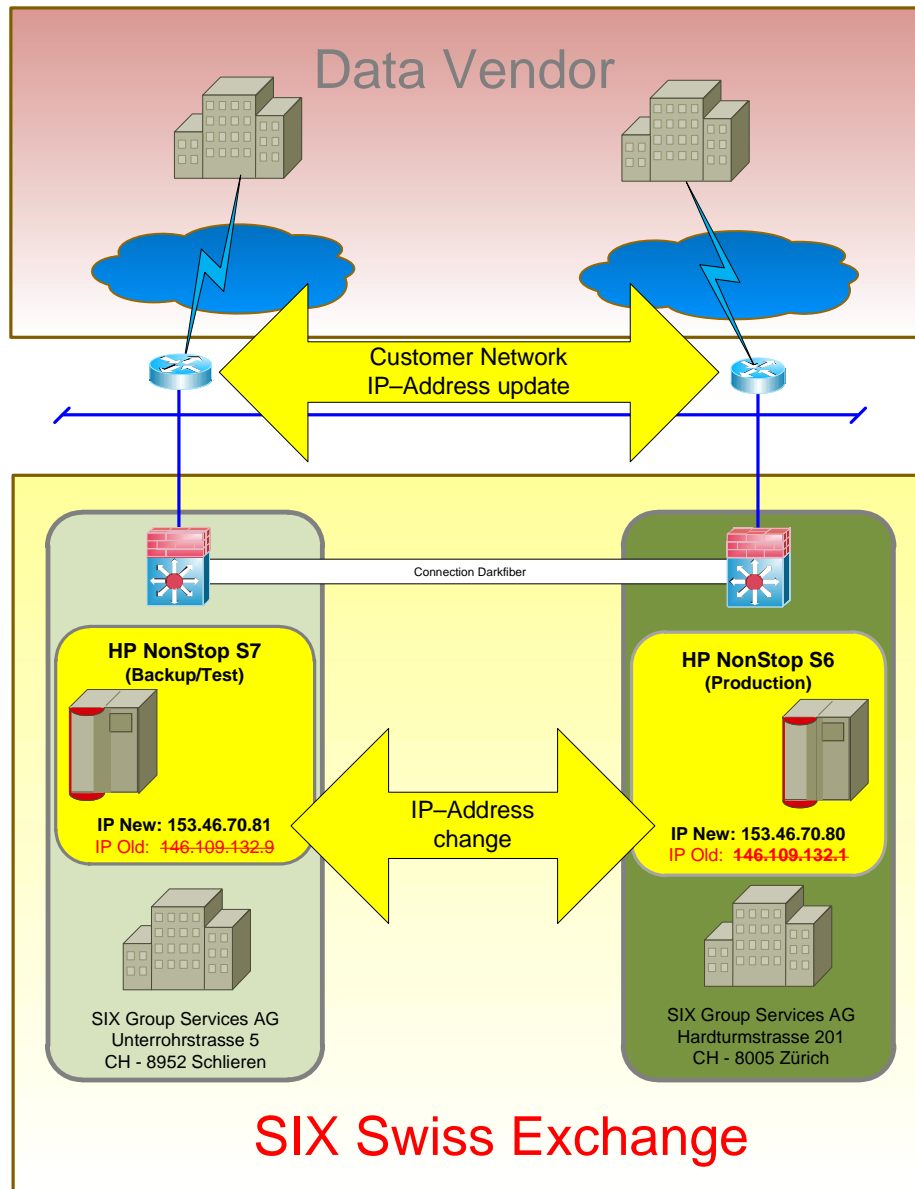 Data Vendor
Customer Network
IP–Address update
Connection Darkfiber
HP NonStop S7
(Backup/Test)
IP New: 153.46.70.81
IP Old: 146.109.132.9
IP–Address
change
HP NonStop S6
(Production)
IP New: 153.46.70.80
IP Old: 146.109.132.1
SIX Group Services AG
Unterrohrstrasse 5
CH - 8952 Schlieren
SIX Group Services AG
Hardturmstrasse 201
CH - 8005 Zürich
SIX Swiss Exchange